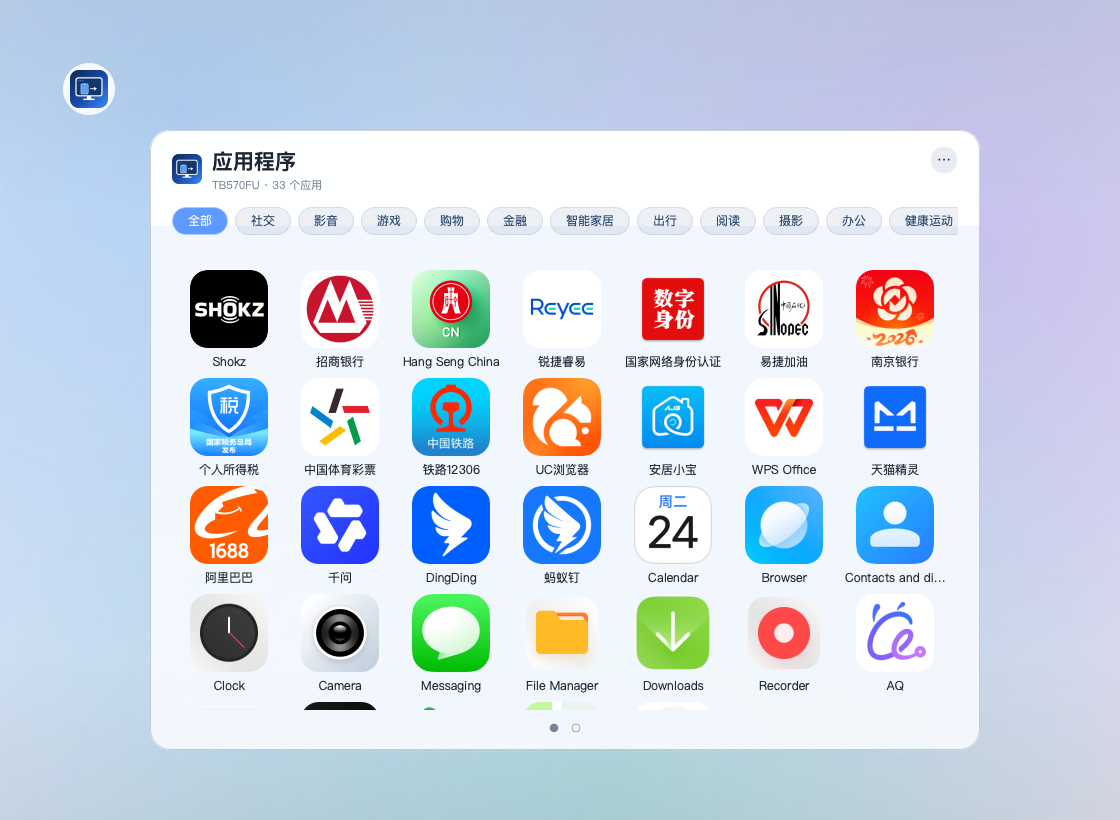 应用程序
TB570FU · 33 个应用
全部 社交 影音 游戏 购物 金融 智能家居 出行 阅读 摄影 办公 健康运动
SHOKZ
CN
Reyee
数字
身份
中国石化
SINOPEC
2026
Shokz 招商银行 Hang Seng China 锐捷睿易 国家网络身份认证 易捷加油 南京银行
税
国家税务总局
发布
中国铁路
AJB
个人所得税 中国体育彩票 铁路12306 UC浏览器 安居小宝 WPS Office 天猫精灵
1688
周二
24
阿里巴巴 千问 DingDing 蚂蚁钉 Calendar Browser Contacts and di...
Clock Camera Messaging File Manager Downloads Recorder AQ